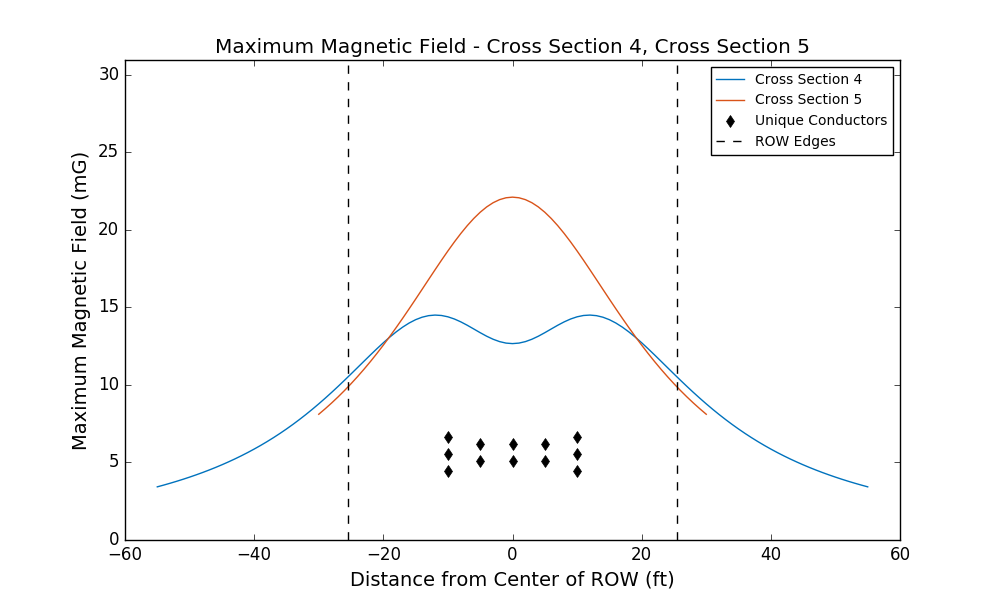 Maximum Magnetic Field - Cross Section 4, Cross Section 5
Maximum Magnetic Field (mG)
30
25
20
15
10
5
0
Cross Section 4
Cross Section 5
Unique Conductors
ROW Edges
−60
−40
−20
0
20
40
60
Distance from Center of ROW (ft)